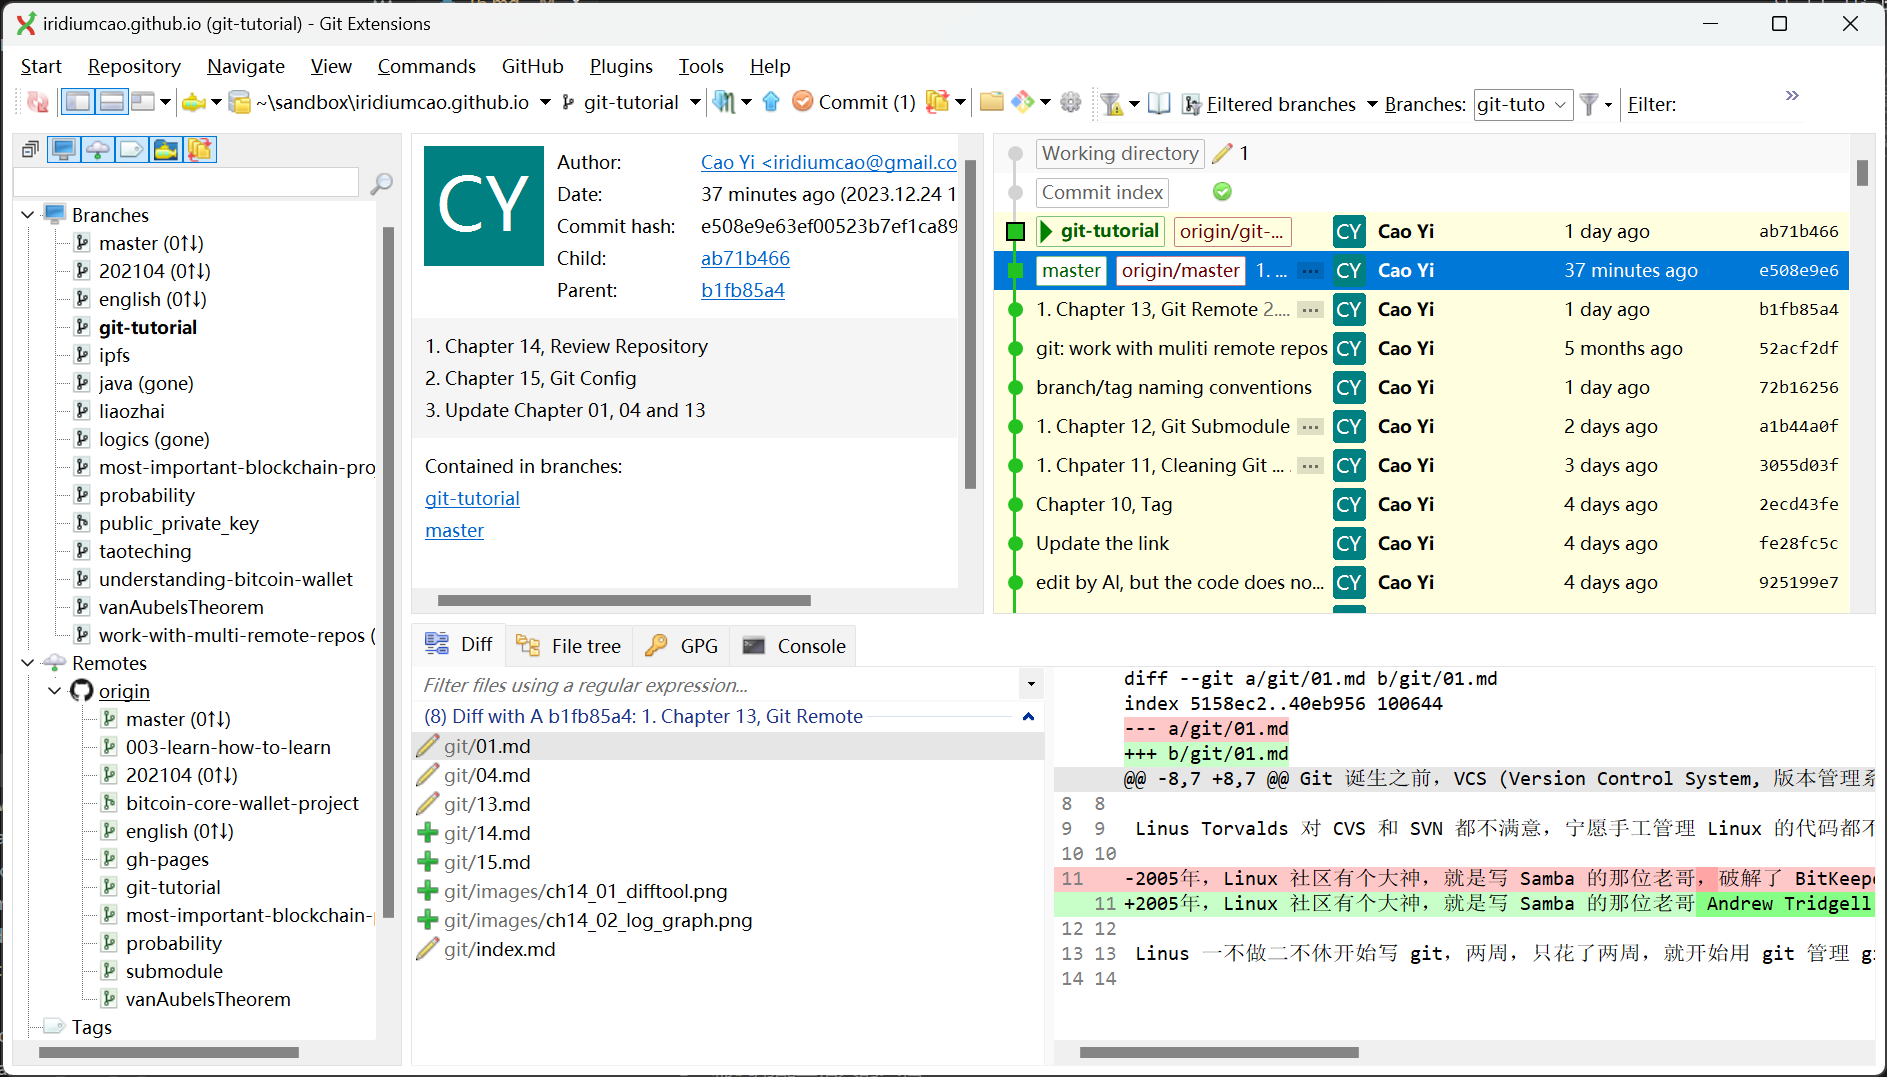 iridiumcao.github.io (git-tutorial) - Git Extensions
Start Repository Navigate View Commands GitHub Plugins Tools Help
~\sandbox\iridiumcao.github.io git-tutorial Commit (1) Filtered branches Branches: git-tuto Filter:
Branches
master (0↑↓)
202104 (0↑↓)
english (0↑↓)
git-tutorial
ipfs
java (gone)
liaozhai
logics (gone)
most-important-blockchain-pro
probability
public_private_key
taoteching
understanding-bitcoin-wallet
vanAubelsTheorem
work-with-multi-remote-repos (
Remotes
origin
master (0↑↓)
003-learn-how-to-learn
202104 (0↑↓)
bitcoin-core-wallet-project
english (0↑↓)
gh-pages
git-tutorial
most-important-blockchain-
probability
submodule
vanAubelsTheorem
Tags
CY
Author: Cao Yi <iridiumcao@gmail.co
Date: 37 minutes ago (2023.12.24 1
Commit hash: e508e9e63ef00523b7ef1ca89
Child: ab71b466
Parent: b1fb85a4
1. Chapter 14, Review Repository
2. Chapter 15, Git Config
3. Update Chapter 01, 04 and 13
Contained in branches:
git-tutorial
master
Working directory 1
Commit index
git-tutorial origin/git-... CY Cao Yi 1 day ago ab71b466
master origin/master 1. ... ... CY Cao Yi 37 minutes ago e508e9e6
1. Chapter 13, Git Remote 2.... ... CY Cao Yi 1 day ago b1fb85a4
git: work with muliti remote repos CY Cao Yi 5 months ago 52acf2df
branch/tag naming conventions CY Cao Yi 1 day ago 72b16256
1. Chapter 12, Git Submodule ... CY Cao Yi 2 days ago a1b44a0f
1. Chpater 11, Cleaning Git ... ... CY Cao Yi 3 days ago 3055d03f
Chapter 10, Tag CY Cao Yi 4 days ago 2ecd43fe
Update the link CY Cao Yi 4 days ago fe28fc5c
edit by AI, but the code does no... CY Cao Yi 4 days ago 925199e7
Diff File tree GPG Console
Filter files using a regular expression...
(8) Diff with A b1fb85a4: 1. Chapter 13, Git Remote
git/01.md
git/04.md
git/13.md
git/14.md
git/15.md
git/images/ch14_01_difftool.png
git/images/ch14_02_log_graph.png
git/index.md
diff --git a/git/01.md b/git/01.md
index 5158ec2..40eb956 100644
--- a/git/01.md
+++ b/git/01.md
@@ -8,7 +8,7 @@ Git 诞生之前，VCS (Version Control System, 版本管理系
8 8
9 9 Linus Torvalds 对 CVS 和 SVN 都不满意，宁愿手工管理 Linux 的代码都不
10 10
11 -2005年，Linux 社区有个大神，就是写 Samba 的那位老哥，破解了 BitKeepe
11 +2005年，Linux 社区有个大神，就是写 Samba 的那位老哥 Andrew Tridgell
12 12
13 13 Linus 一不做二不休开始写 git，两周，只花了两周，就开始用 git 管理 gi
14 14